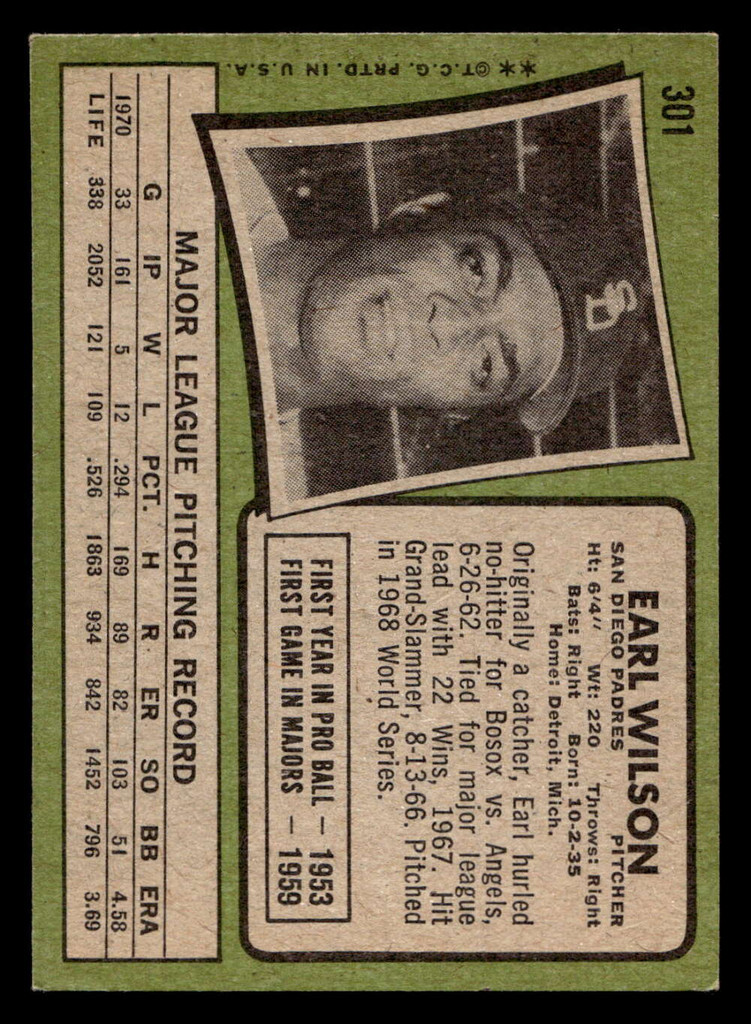 301
SD
EARL WILSON
SAN DIEGO PADRES PITCHER
Ht: 6'4" Wt: 220 Throws: Right
Bats: Right Born: 10-2-35
Home: Detroit, Mich.
Originally a catcher, Earl hurled
no-hitter for Bosox vs. Angels,
6-26-62. Tied for major league
lead with 22 Wins, 1967. Hit
Grand-Slammer, 8-13-66. Pitched
in 1968 World Series.
FIRST YEAR IN PRO BALL — 1953
FIRST GAME IN MAJORS — 1959
MAJOR LEAGUE PITCHING RECORD
G IP W L PCT. H R ER SO BB ERA
1970 33 161 5 12 .294 169 89 82 103 51 4.58
LIFE 338 2052 121 109 .526 1863 934 842 1452 796 3.69
**©T.C.G. PRTD. IN U.S.A.